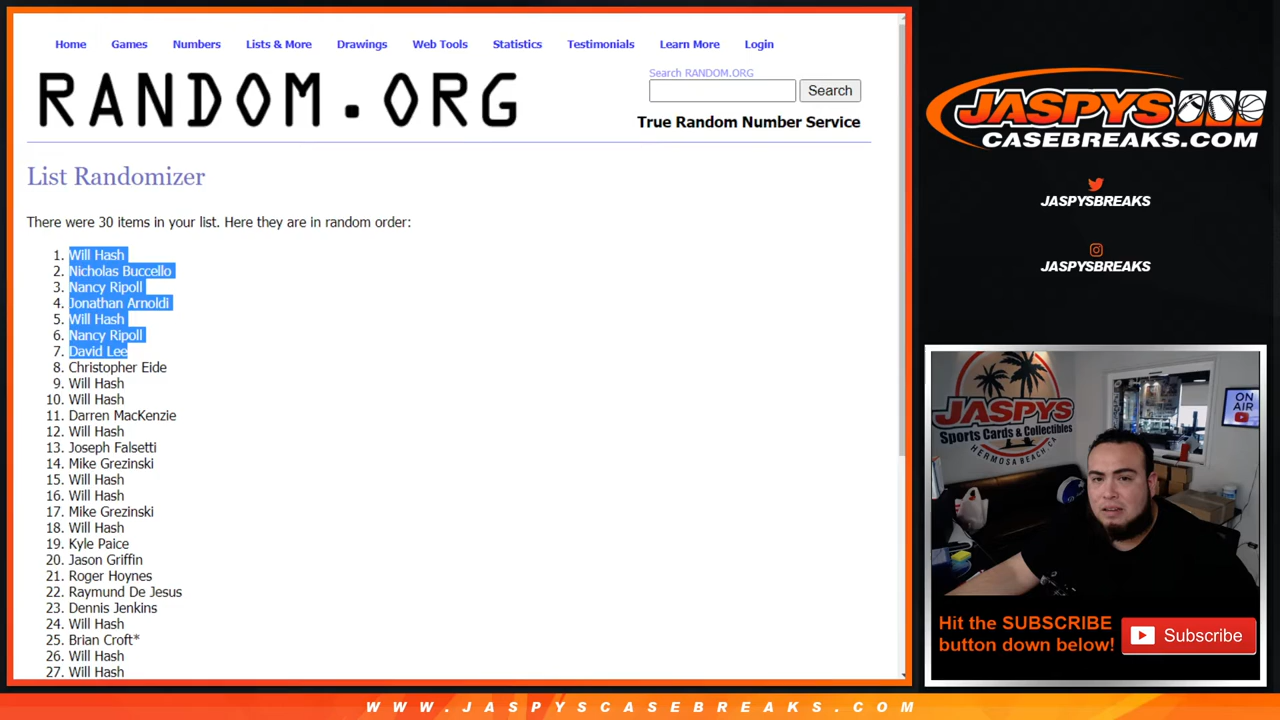 Home Games Numbers Lists & More Drawings Web Tools Statistics Testimonials Learn More Login
RANDOM.ORG
Search RANDOM.ORG
Search
True Random Number Service
List Randomizer
There were 30 items in your list. Here they are in random order:
1. Will Hash
2. Nicholas Buccello
3. Nancy Ripoll
4. Jonathan Arnoldi
5. Will Hash
6. Nancy Ripoll
7. David Lee
8. Christopher Eide
9. Will Hash
10. Will Hash
11. Darren MacKenzie
12. Will Hash
13. Joseph Falsetti
14. Mike Grezinski
15. Will Hash
16. Will Hash
17. Mike Grezinski
18. Will Hash
19. Kyle Paice
20. Jason Griffin
21. Roger Hoynes
22. Raymund De Jesus
23. Dennis Jenkins
24. Will Hash
25. Brian Croft*
26. Will Hash
27. Will Hash
JASPYS
CASEBREAKS.COM
JASPYSBREAKS
JASPYSBREAKS
JASPYS
Sports Cards & Collectibles
HERMOSA BEACH, CA
ON
AIR
Hit the SUBSCRIBE
button down below!
Subscribe
WWW.JASPYSCASEBREAKS.COM